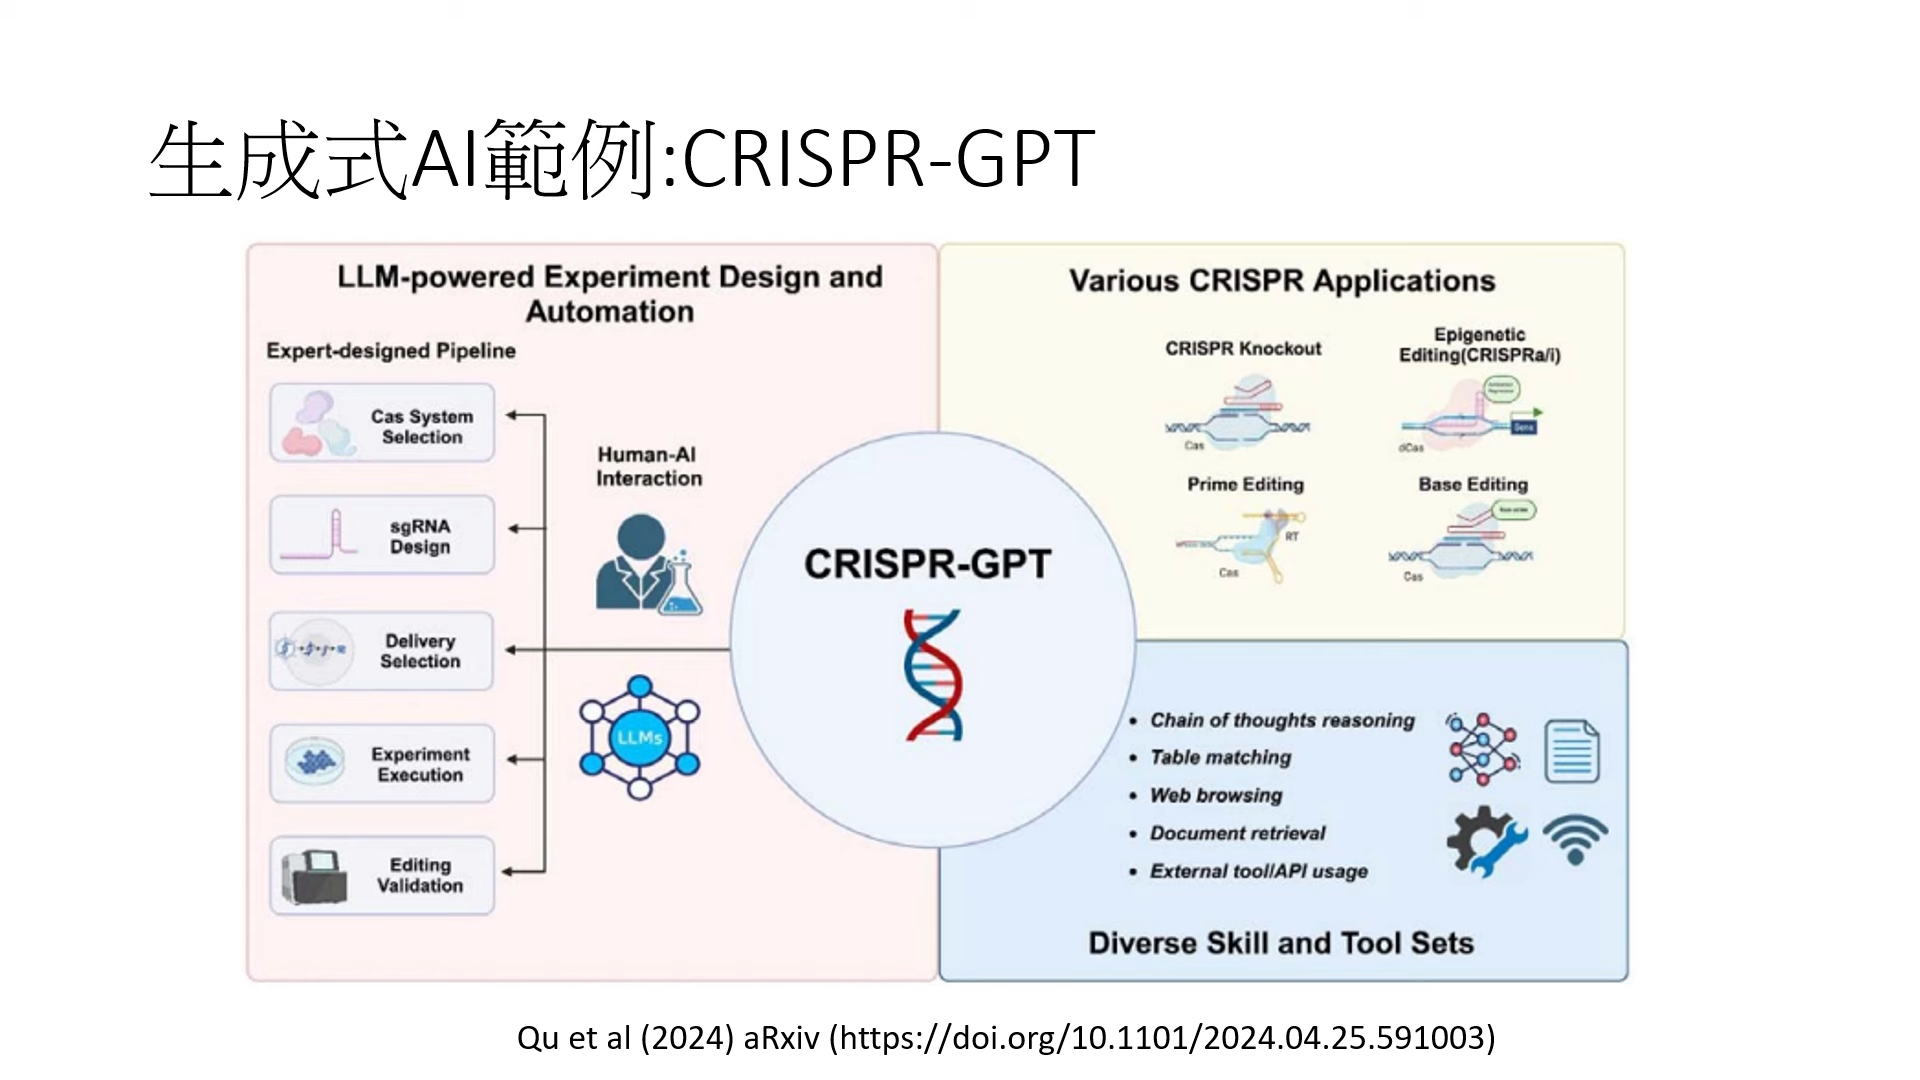 生成式AI範例:CRISPR-GPT
LLM-powered Experiment Design and
Automation
Expert-designed Pipeline
Cas System
Selection
sgRNA
Design
Delivery
Selection
Experiment
Execution
Editing
Validation
Human-AI
Interaction
LLMs
CRISPR-GPT
Various CRISPR Applications
CRISPR Knockout
Cas
Epigenetic
Editing(CRISPRa/i)
dCas
Gene
Prime Editing
RT
Cas
Base Editing
Cas
• Chain of thoughts reasoning
• Table matching
• Web browsing
• Document retrieval
• External tool/API usage
Diverse Skill and Tool Sets
Qu et al (2024) aRxiv (https://doi.org/10.1101/2024.04.25.591003)